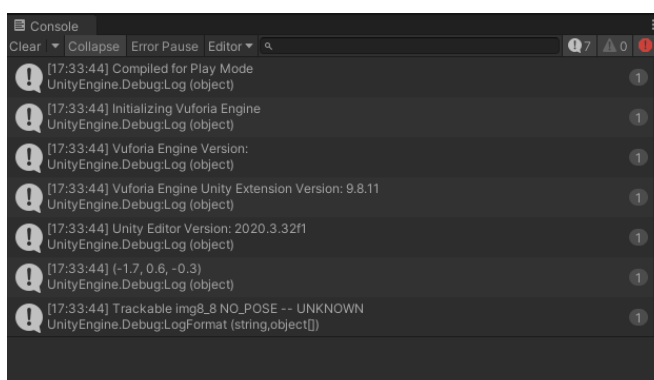 Console
Clear Collapse Error Pause Editor 7 0
[17:33:44] Compiled for Play Mode
UnityEngine.Debug:Log (object)
1
[17:33:44] Initializing Vuforia Engine
UnityEngine.Debug:Log (object)
1
[17:33:44] Vuforia Engine Version:
UnityEngine.Debug:Log (object)
1
[17:33:44] Vuforia Engine Unity Extension Version: 9.8.11
UnityEngine.Debug:Log (object)
1
[17:33:44] Unity Editor Version: 2020.3.32f1
UnityEngine.Debug:Log (object)
1
[17:33:44] (-1.7, 0.6, -0.3)
UnityEngine.Debug:Log (object)
1
[17:33:44] Trackable img8_8 NO_POSE -- UNKNOWN
UnityEngine.Debug:LogFormat (string,object[])
1